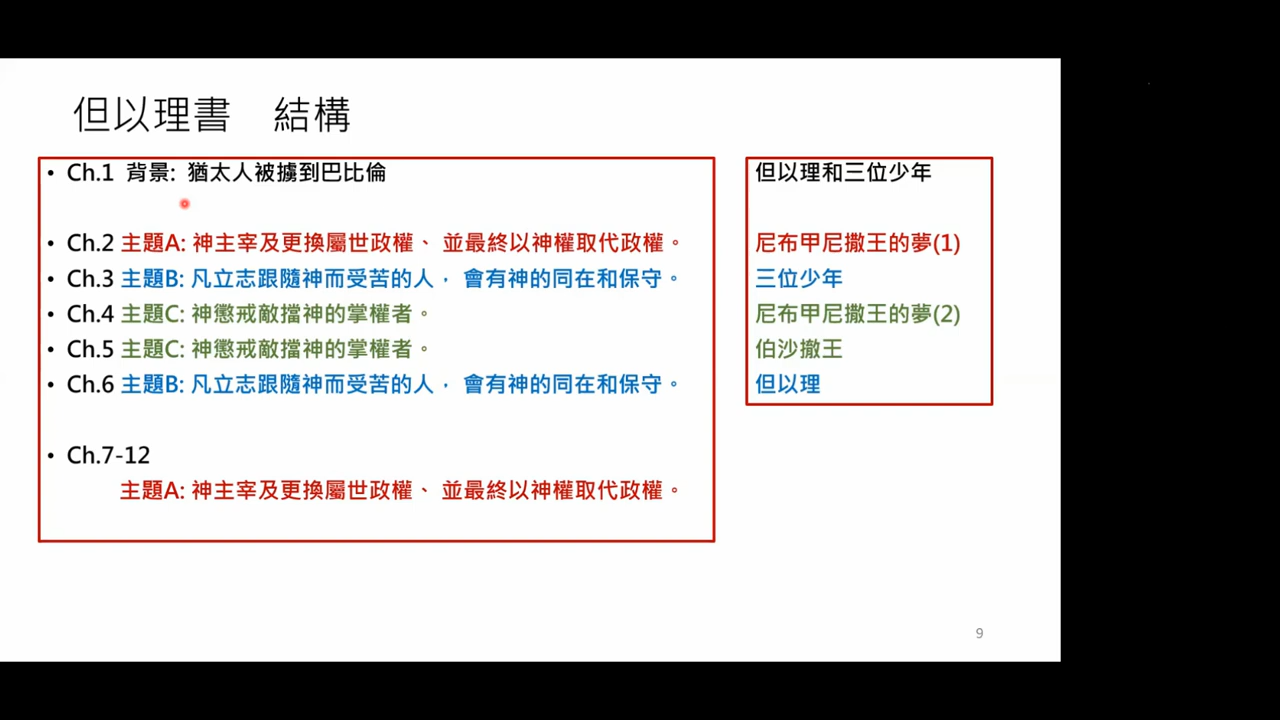 但以理書 結構
• Ch.1 背景: 猶太人被擄到巴比倫
• Ch.2 主題A: 神主宰及更換屬世政權、 並最終以神權取代政權。
• Ch.3 主題B: 凡立志跟隨神而受苦的人, 會有神的同在和保守。
• Ch.4 主題C: 神懲戒敵擋神的掌權者。
• Ch.5 主題C: 神懲戒敵擋神的掌權者。
• Ch.6 主題B: 凡立志跟隨神而受苦的人, 會有神的同在和保守。
• Ch.7-12
主題A: 神主宰及更換屬世政權、 並最終以神權取代政權。
但以理和三位少年
尼布甲尼撒王的夢(1)
三位少年
尼布甲尼撒王的夢(2)
伯沙撤王
但以理
9